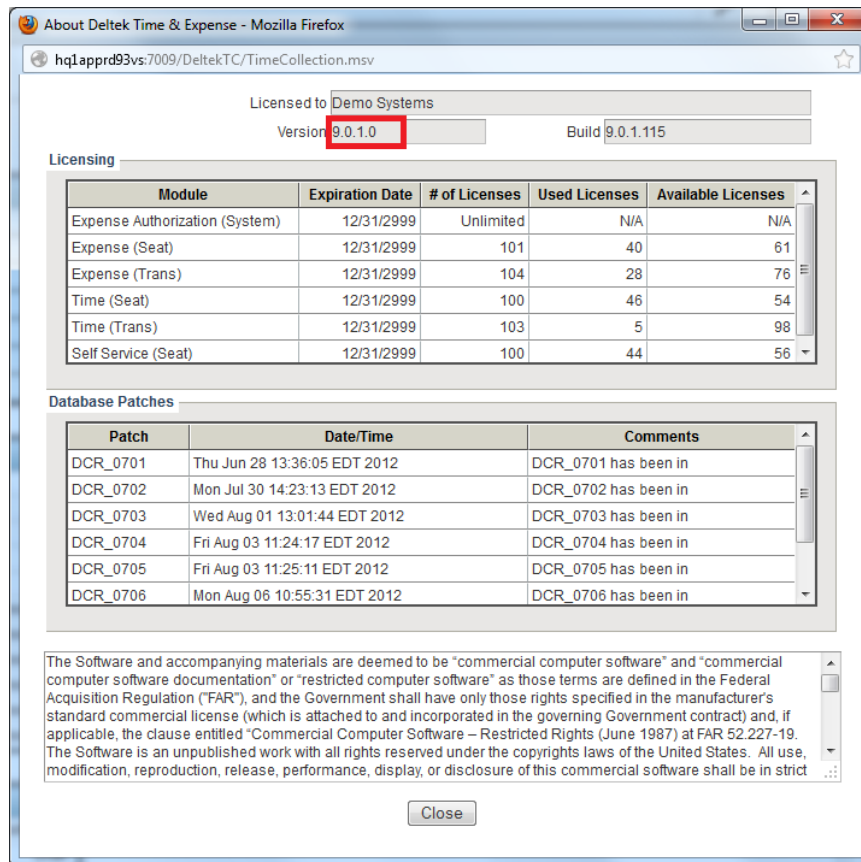 About Deltek Time & Expense - Mozilla Firefox
hq1apprd93vs:7009/DeltekTC/TimeCollection.msv
Licensed to Demo Systems
Version 9.0.1.0 Build 9.0.1.115
Licensing
Module Expiration Date # of Licenses Used Licenses Available Licenses
Expense Authorization (System) 12/31/2999 Unlimited N/A N/A
Expense (Seat) 12/31/2999 101 40 61
Expense (Trans) 12/31/2999 104 28 76
Time (Seat) 12/31/2999 100 46 54
Time (Trans) 12/31/2999 103 5 98
Self Service (Seat) 12/31/2999 100 44 56
Database Patches
Patch Date/Time Comments
DCR_0701 Thu Jun 28 13:36:05 EDT 2012 DCR_0701 has been in
DCR_0702 Mon Jul 30 14:23:13 EDT 2012 DCR_0702 has been in
DCR_0703 Wed Aug 01 13:01:44 EDT 2012 DCR_0703 has been in
DCR_0704 Fri Aug 03 11:24:17 EDT 2012 DCR_0704 has been in
DCR_0705 Fri Aug 03 11:25:11 EDT 2012 DCR_0705 has been in
DCR_0706 Mon Aug 06 10:55:31 EDT 2012 DCR_0706 has been in
The Software and accompanying materials are deemed to be “commercial computer software” and “commercial
computer software documentation” or “restricted computer software” as those terms are defined in the Federal
Acquisition Regulation ("FAR"), and the Government shall have only those rights specified in the manufacturer's
standard commercial license (which is attached to and incorporated in the governing Government contract) and, if
applicable, the clause entitled “Commercial Computer Software – Restricted Rights (June 1987) at FAR 52.227-19.
The Software is an unpublished work with all rights reserved under the copyrights laws of the United States. All use,
modification, reproduction, release, performance, display, or disclosure of this commercial software shall be in strict
Close